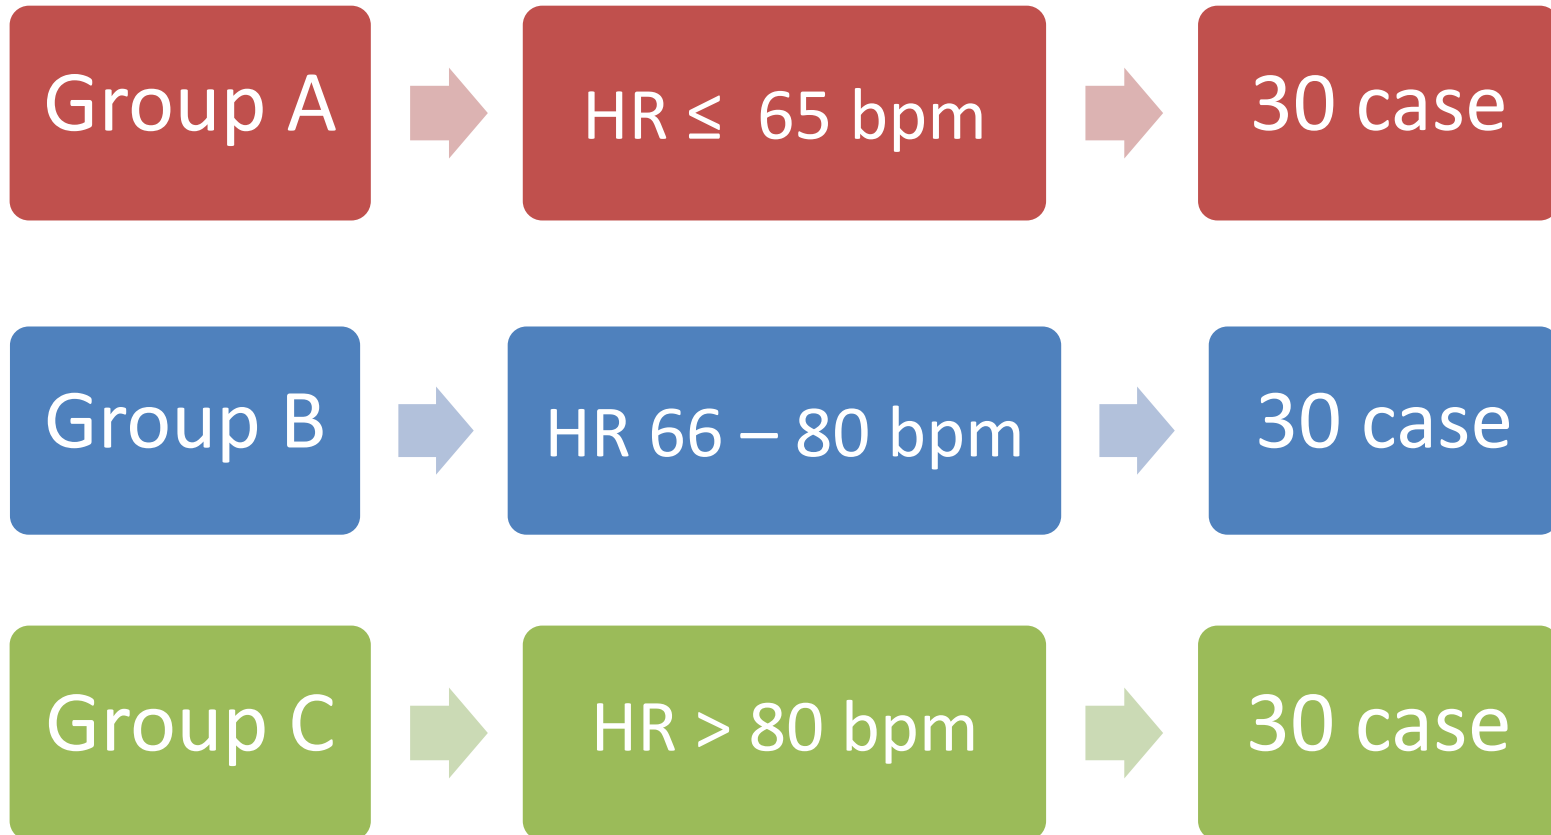 Group A
HR ≤ 65 bpm
30 case
Group B
HR 66 – 80 bpm
30 case
Group C
HR > 80 bpm
30 case